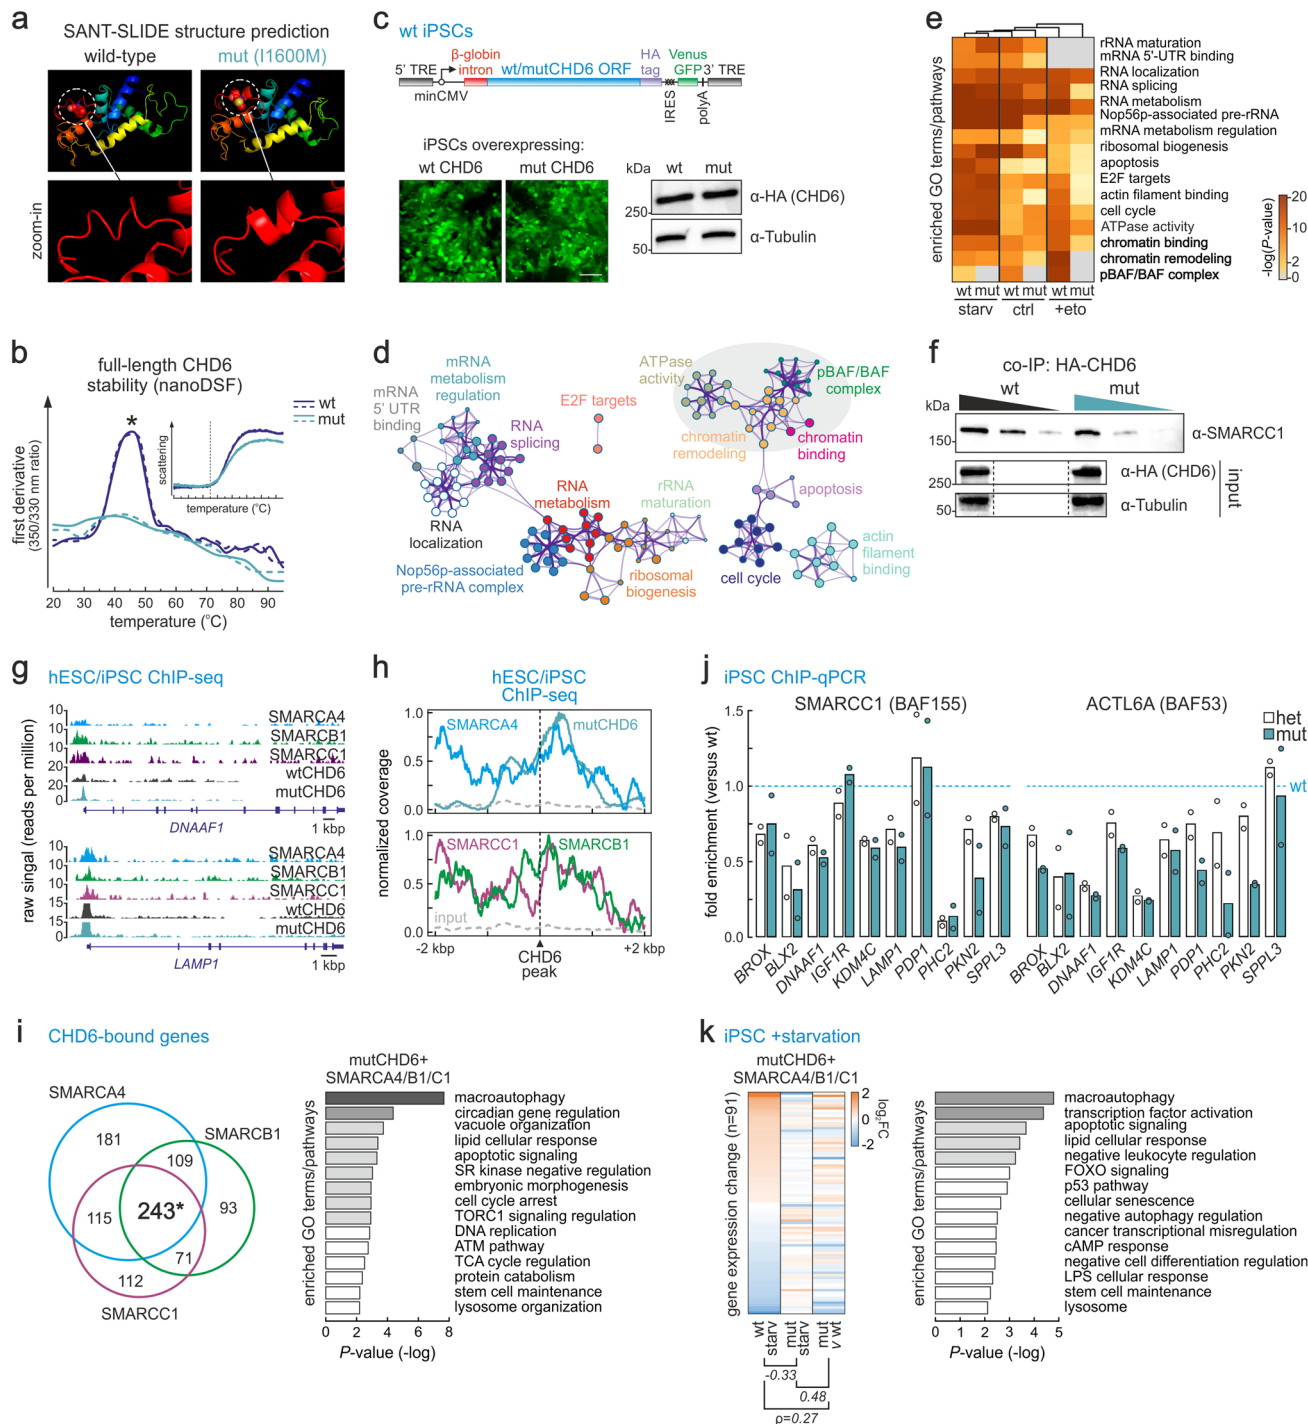 a
SANT-SLIDE structure prediction
wild-type
mut (I1600M)
zoom-in
b
full-length CHD6
stability (nanoDSF)
wt
mut
*
scattering
temperature (°C)
first derivative
(350/330 nm ratio)
20 30 40 50 60 70 80 90
temperature (°C)
c
wt iPSCs
5' TRE
β-globin
intron
wt/mutCHD6 ORF
HA
tag
Venus
GFP
3' TRE
minCMV
IRES
polyA
iPSCs overexpressing:
wt CHD6
mut CHD6
kDa
wt
mut
250
α-HA (CHD6)
50
α-Tubulin
d
mRNA
metabolism
regulation
mRNA
5' UTR
binding
RNA
splicing
E2F targets
ATPase
activity
pBAF/BAF
complex
chromatin
remodeling
chromatin
binding
RNA
localization
RNA
metabolism
rRNA
maturation
apoptosis
Nop56p-associated
pre-rRNA complex
ribosomal
biogenesis
cell cycle
actin
filament
binding
e
enriched GO terms/pathways
rRNA maturation
mRNA 5'-UTR binding
RNA localization
RNA splicing
RNA metabolism
Nop56p-associated pre-rRNA
mRNA metabolism regulation
ribosomal biogenesis
apoptosis
E2F targets
actin filament binding
cell cycle
ATPase activity
chromatin binding
chromatin remodeling
pBAF/BAF complex
wt mut wt mut wt mut
starv ctrl +eto
-log(P-value)
20
10
2
0
f
co-IP: HA-CHD6
wt
mut
kDa
150
α-SMARCC1
250
α-HA (CHD6)
50
α-Tubulin
input
g
hESC/iPSC ChIP-seq
raw singal (reads per million)
10
SMARCA4
10
10
SMARCB1
10
SMARCC1
20
20
wtCHD6
mutCHD6
0
DNAAF1
1 kbp
10
SMARCA4
10
SMARCB1
10
SMARCC1
15
wtCHD6
15
mutCHD6
0
LAMP1
1 kbp
h
hESC/iPSC
ChIP-seq
normalized coverage
1.0
0.5
0.0
SMARCA4
mutCHD6
1.0
0.5
0.0
SMARCC1
SMARCB1
input
-2 kbp
CHD6
peak
+2 kbp
i
CHD6-bound genes
SMARCA4
SMARCB1
SMARCC1
181
109
115
243*
93
71
112
mutCHD6+
SMARCA4/B1/C1
enriched GO terms/pathways
macroautophagy
circadian gene regulation
vacuole organization
lipid cellular response
apoptotic signaling
SR kinase negative regulation
embryonic morphogenesis
cell cycle arrest
TORC1 signaling regulation
DNA replication
ATM pathway
TCA cycle regulation
protein catabolism
stem cell maintenance
lysosome organization
0 2 4 6 8
P-value (-log)
j
iPSC ChIP-qPCR
SMARCC1 (BAF155)
ACTL6A (BAF53)
het
mut
wt
fold enrichment (versus wt)
1.5
1.0
0.5
0.0
BROX
BLX2
DNAAF1
IGF1R
KDM4C
LAMP1
PDP1
PHC2
PKN2
SPPL3
BROX
BLX2
DNAAF1
IGF1R
KDM4C
LAMP1
PDP1
PHC2
PKN2
SPPL3
k
iPSC +starvation
mutCHD6+
SMARCA4/B1/C1
gene expression change (n=91)
2
0
-2
log2FC
wt
starv
mut
starv
mut
v wt
-0.33
0.48
ρ=0.27
enriched GO terms/pathways
macroautophagy
transcription factor activation
apoptotic signaling
lipid cellular response
negative leukocyte regulation
FOXO signaling
p53 pathway
cellular senescence
negative autophagy regulation
cancer transcriptional misregulation
cAMP response
negative cell differentiation regulation
LPS cellular response
stem cell maintenance
lysosome
0 1 2 3 4 5
P-value (-log)